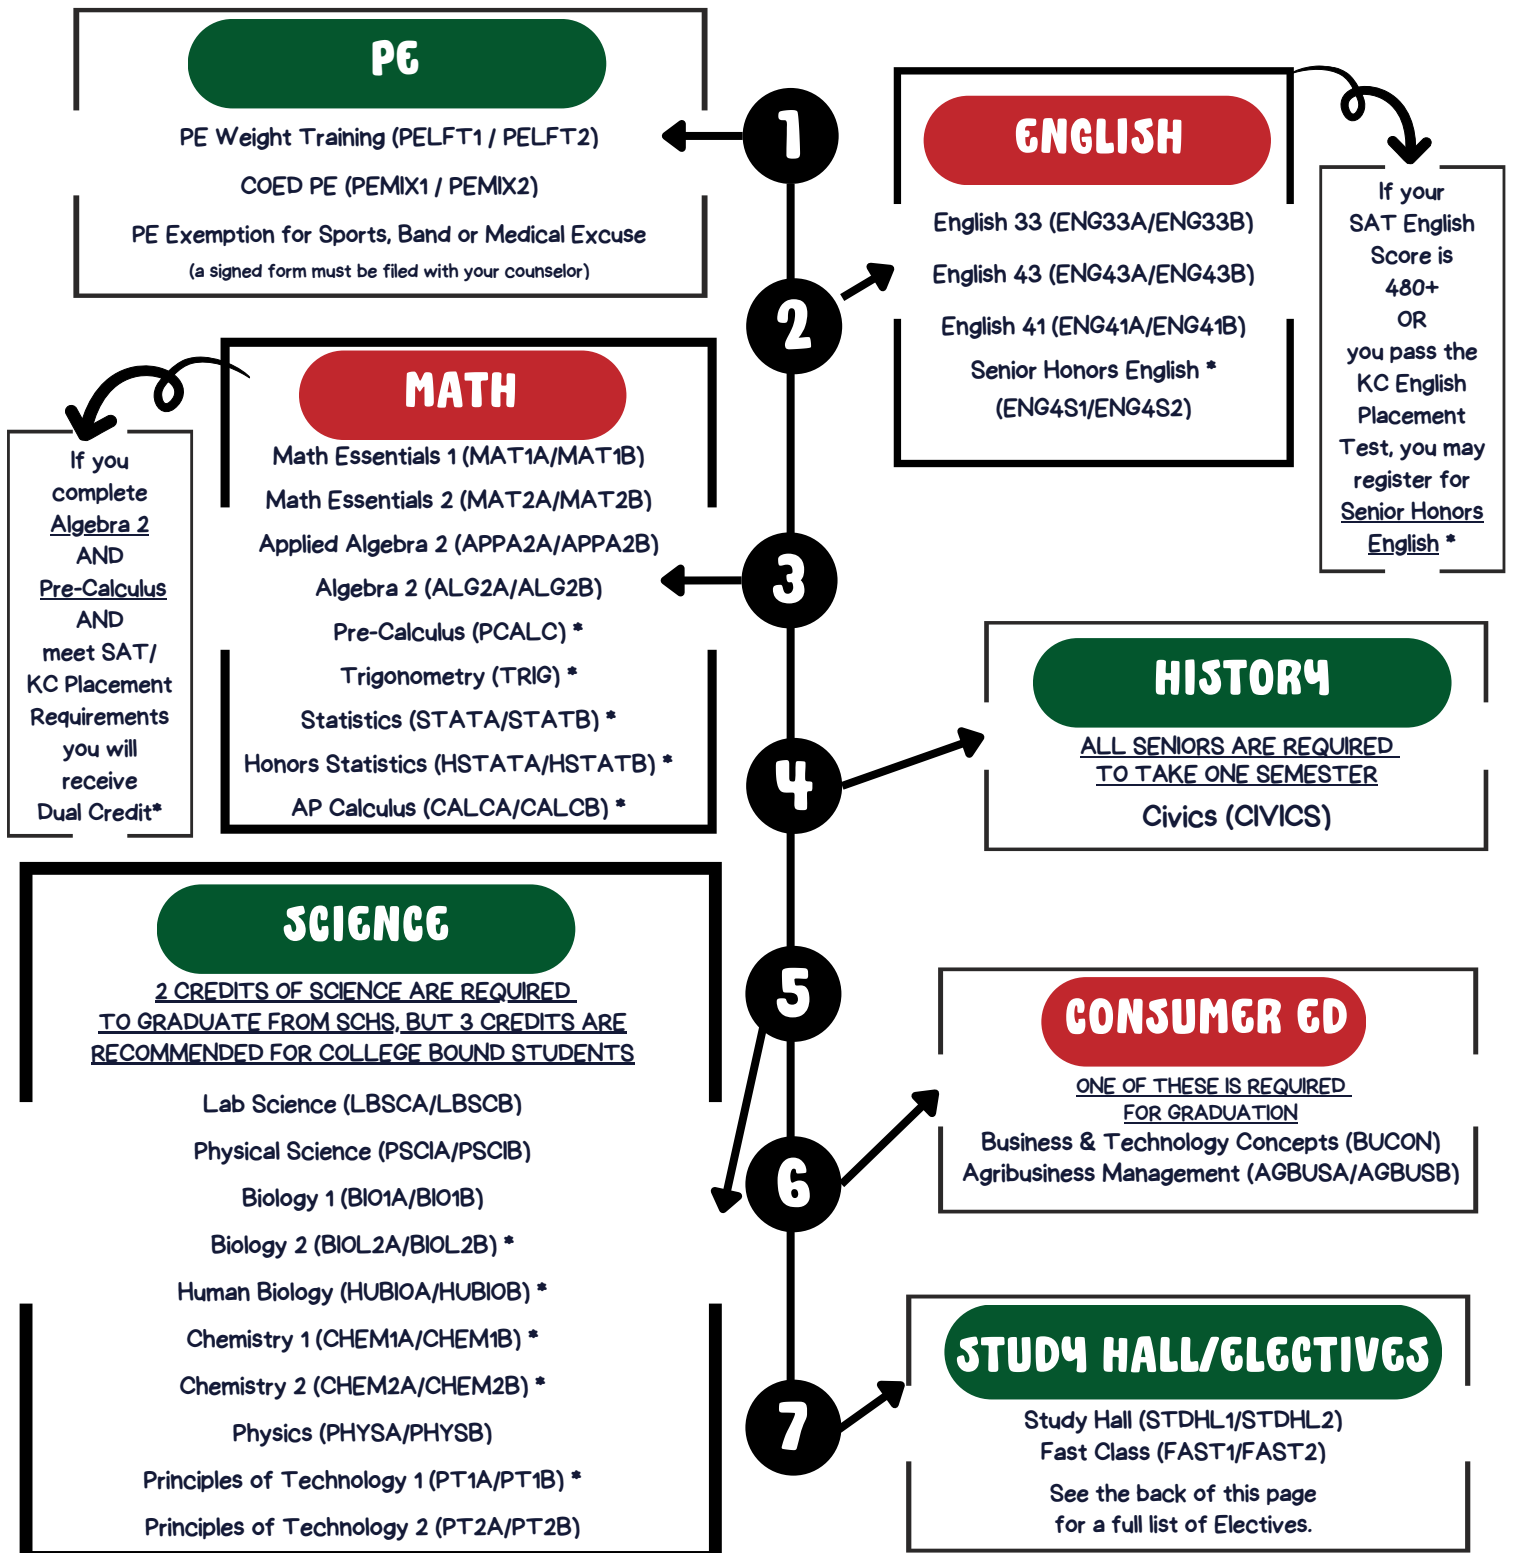 PE
PE Weight Training (PELFT1 / PELFT2)
COED PE (PEMIX1 / PEMIX2)
PE Exemption for Sports, Band or Medical Excuse
(a signed form must be filed with your counselor)
1
ENGLISH
English 33 (ENG33A/ENG33B)
English 43 (ENG43A/ENG43B)
English 41 (ENG41A/ENG41B)
Senior Honors English *
(ENG4S1/ENG4S2)
If your
SAT English
Score is
480+
OR
you pass the
KC English
Placement
Test, you may
register for
Senior Honors
English *
2
MATH
Math Essentials 1 (MAT1A/MAT1B)
Math Essentials 2 (MAT2A/MAT2B)
Applied Algebra 2 (APPA2A/APPA2B)
Algebra 2 (ALG2A/ALG2B)
Pre-Calculus (PCALC) *
Trigonometry (TRIG) *
Statistics (STATA/STATB) *
Honors Statistics (HSTATA/HSTATB) *
AP Calculus (CALCA/CALCB) *
If you
complete
Algebra 2
AND
Pre-Calculus
AND
meet SAT/
KC Placement
Requirements
you will
receive
Dual Credit*
3
HISTORY
ALL SENIORS ARE REQUIRED
TO TAKE ONE SEMESTER
Civics (CIVICS)
4
SCIENCE
2 CREDITS OF SCIENCE ARE REQUIRED
TO GRADUATE FROM SCHS, BUT 3 CREDITS ARE
RECOMMENDED FOR COLLEGE BOUND STUDENTS
Lab Science (LBSCA/LBSCB)
Physical Science (PSCIA/PSCIB)
Biology 1 (BIO1A/BIO1B)
Biology 2 (BIOL2A/BIOL2B) *
Human Biology (HUBIOA/HUBIOB) *
Chemistry 1 (CHEM1A/CHEM1B) *
Chemistry 2 (CHEM2A/CHEM2B) *
Physics (PHYSA/PHYSB)
Principles of Technology 1 (PT1A/PT1B) *
Principles of Technology 2 (PT2A/PT2B)
5
CONSUMER ED
ONE OF THESE IS REQUIRED
FOR GRADUATION
Business & Technology Concepts (BUCON)
Agribusiness Management (AGBUSA/AGBUSB)
6
STUDY HALL/ELECTIVES
Study Hall (STDHL1/STDHL2)
Fast Class (FAST1/FAST2)
See the back of this page
for a full list of Electives.
7